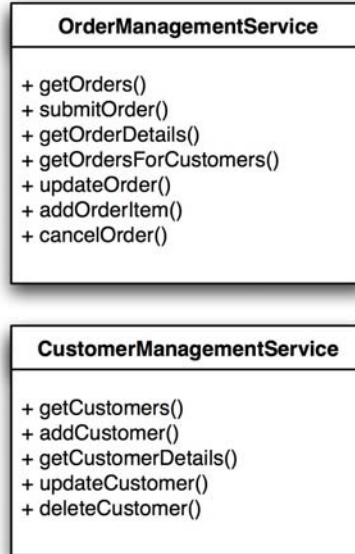 OrderManagementService
+ getOrders()
+ submitOrder()
+ getOrderDetails()
+ getOrdersForCustomers()
+ updateOrder()
+ addOrderItem()
+ cancelOrder()
CustomerManagementService
+ getCustomers()
+ addCustomer()
+ getCustomerDetails()
+ updateCustomer()
+ deleteCustomer()